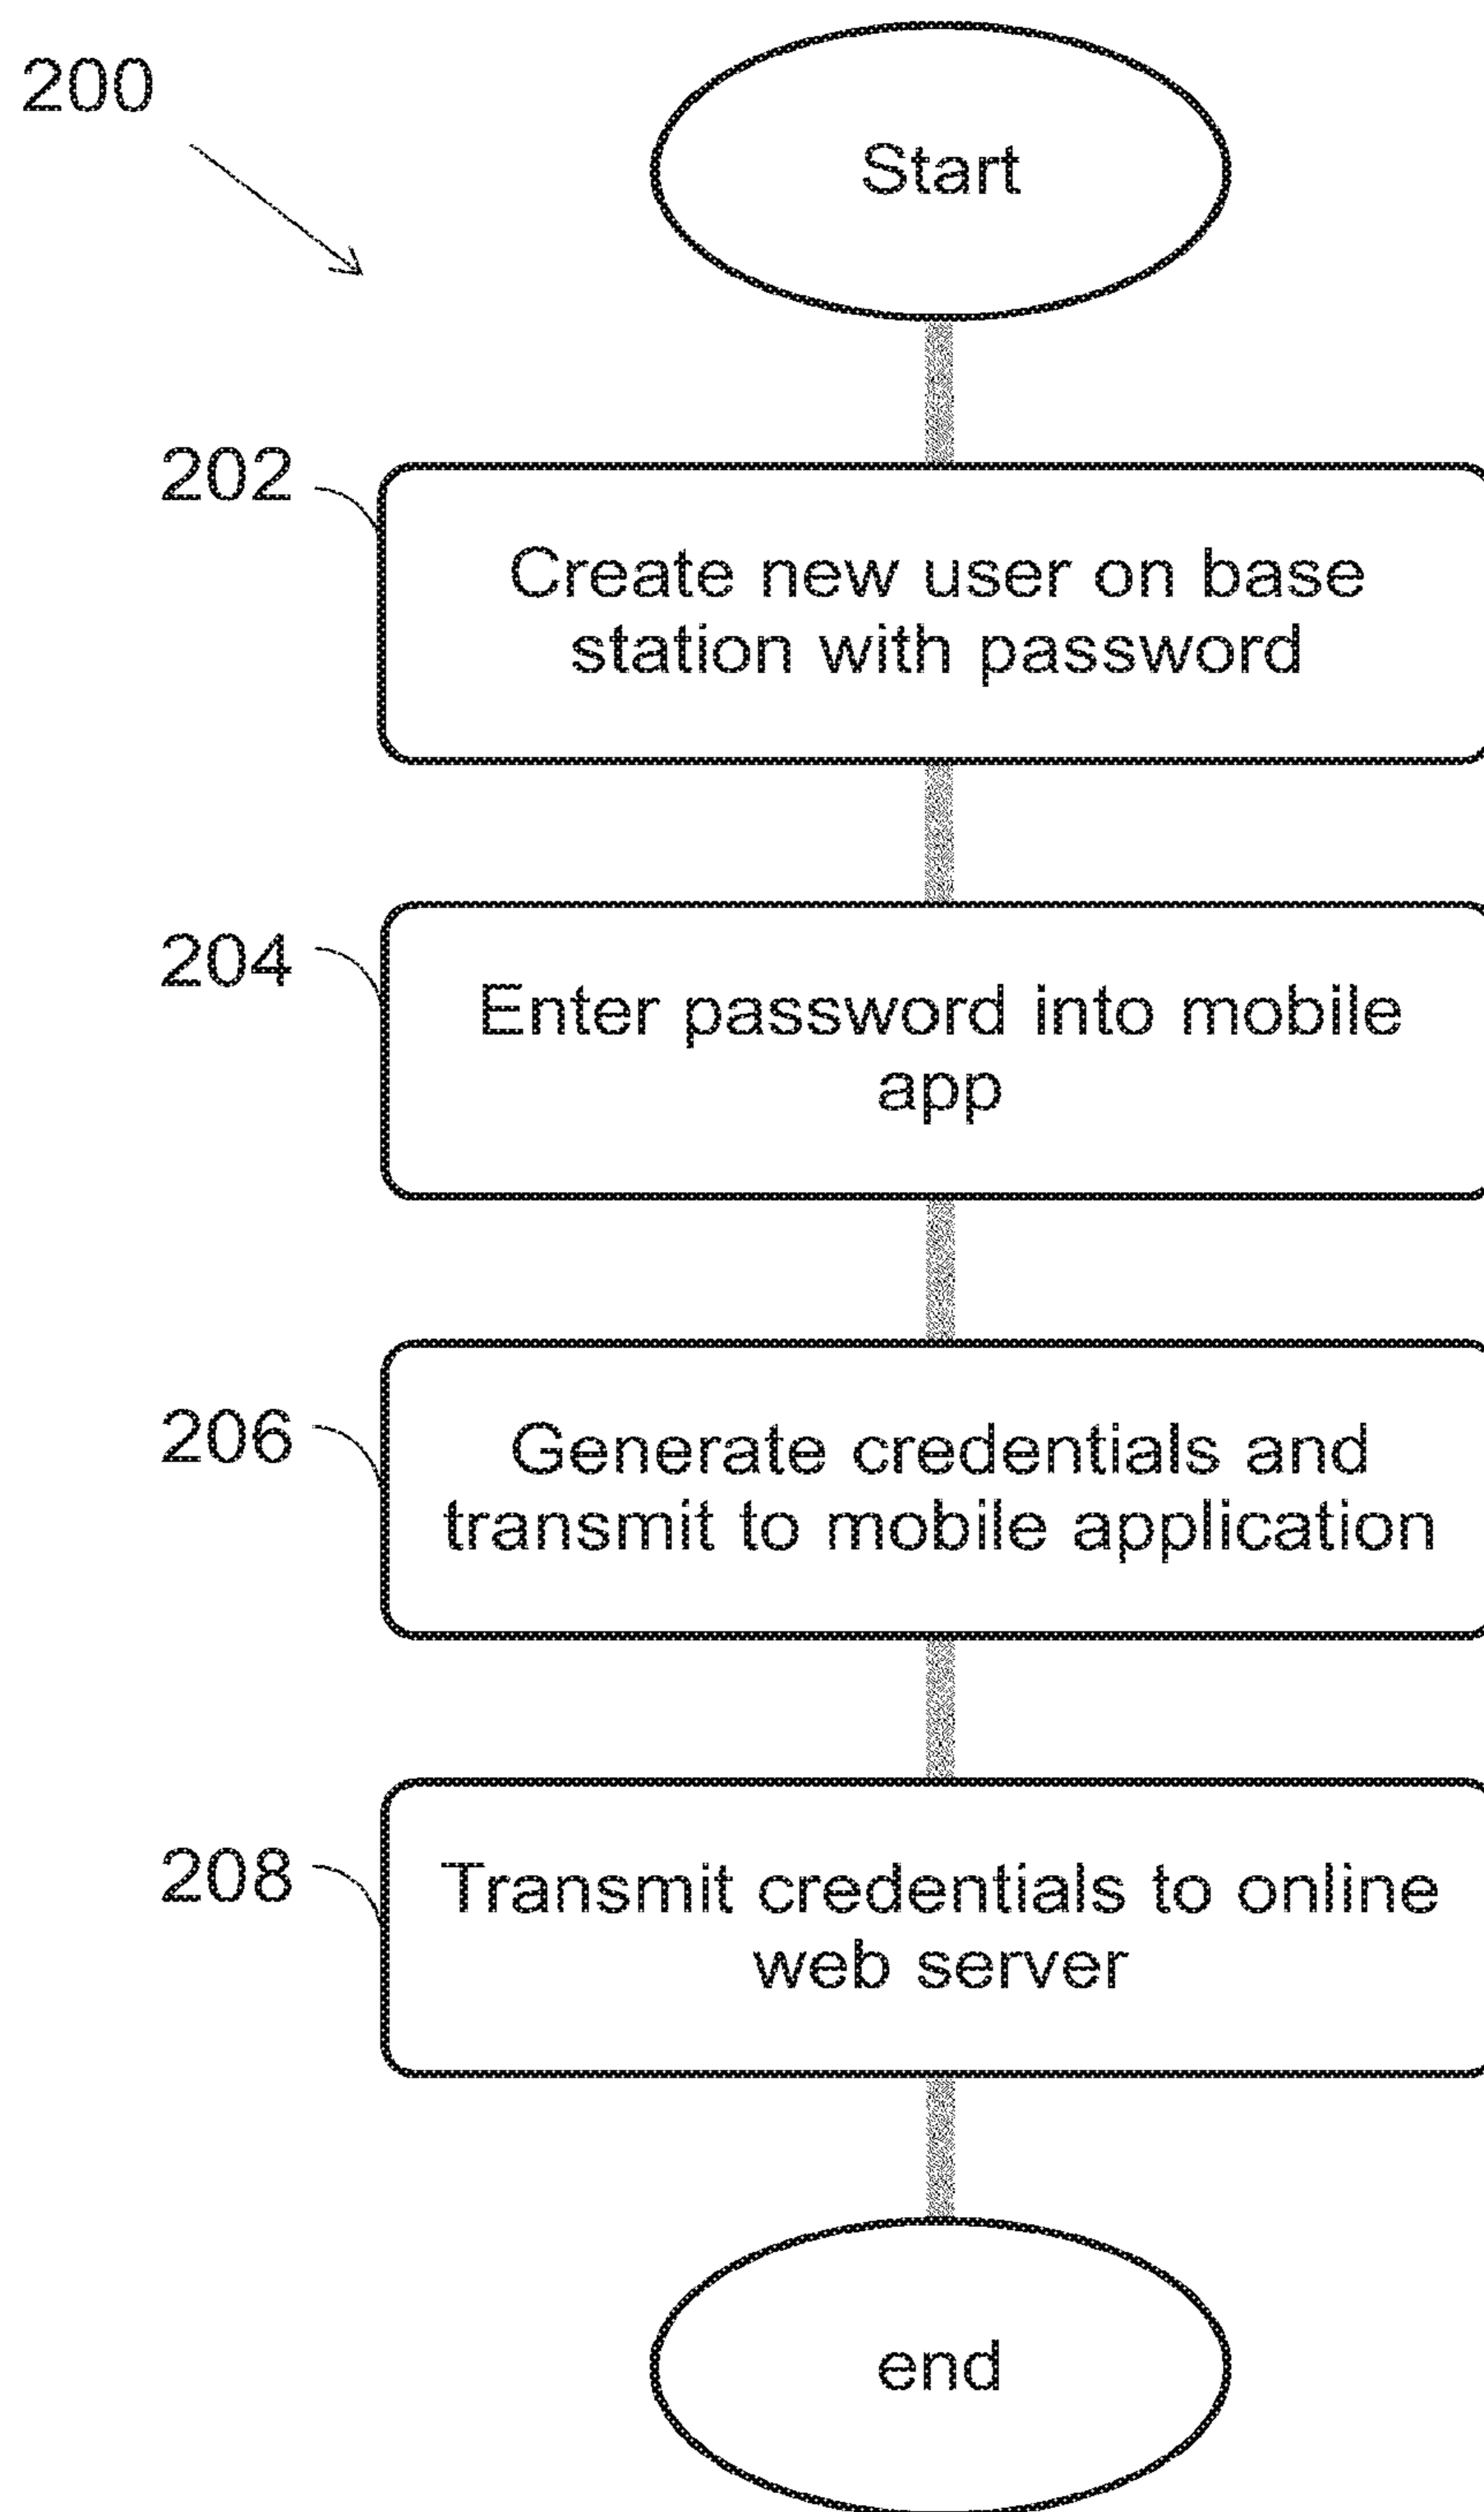 200
Start
202
Create new user on base
station with password
204
Enter password into mobile
app
206
Generate credentials and
transmit to mobile application
208
Transmit credentials to online
web server
end